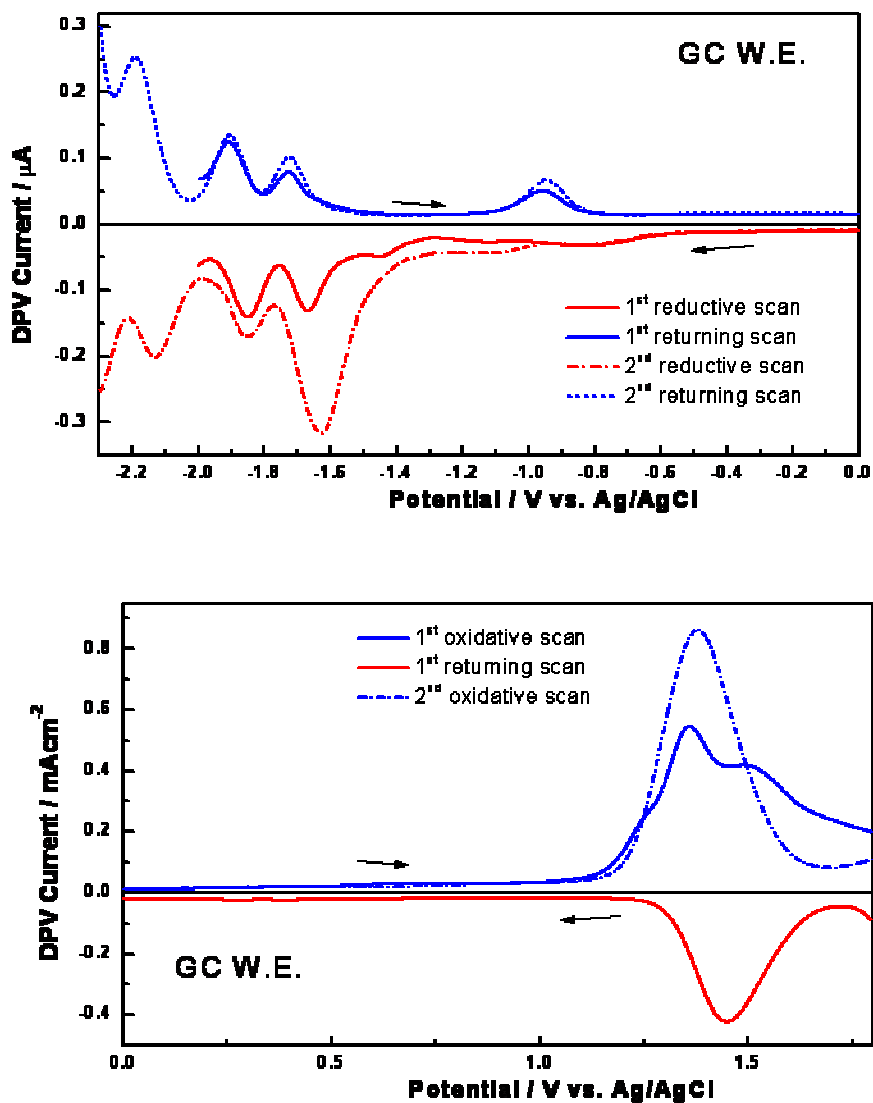 0.3
0.2
0.1
0.0
-0.1
-0.2
-0.3
DPV Current / µA
GC W.E.
1st reductive scan
1st returning scan
2nd reductive scan
2nd returning scan
-2.2 -2.0 -1.8 -1.6 -1.4 -1.2 -1.0 -0.8 -0.6 -0.4 -0.2 0.0
Potential / V vs. Ag/AgCl
0.8
0.6
0.4
0.2
0.0
-0.2
-0.4
DPV Current / mAcm-2
1st oxidative scan
1st returning scan
2nd oxidative scan
GC W.E.
0.0 0.5 1.0 1.5
Potential / V vs. Ag/AgCl